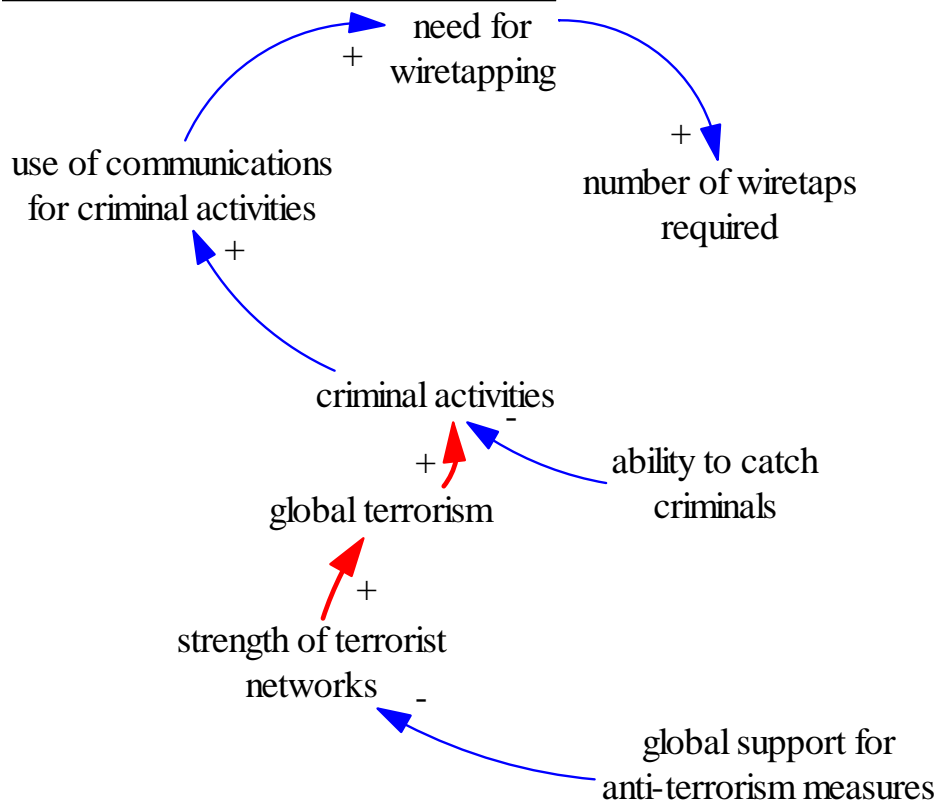 need for
wiretapping
+
+
use of communications
for criminal activities
number of wiretaps
required
+
criminal activities
-
+
ability to catch
criminals
global terrorism
+
strength of terrorist
networks
-
global support for
anti-terrorism measures